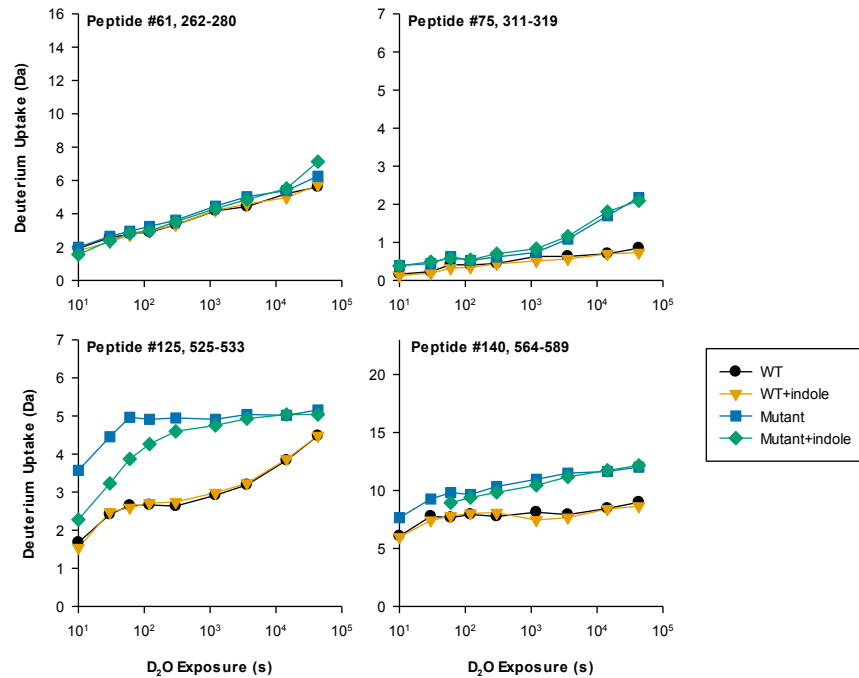 Peptide #61, 262-280
16
14
12
10
8
6
4
2
0
Deuterium Uptake (Da)
10¹ 10² 10³ 10⁴ 10⁵
Peptide #75, 311-319
7
6
5
4
3
2
1
0
10¹ 10² 10³ 10⁴ 10⁵
Peptide #125, 525-533
7
6
5
4
3
2
1
0
Deuterium Uptake (Da)
10¹ 10² 10³ 10⁴ 10⁵
D₂O Exposure (s)
Peptide #140, 564-589
20
15
10
5
0
10¹ 10² 10³ 10⁴ 10⁵
D₂O Exposure (s)
WT
WT+indole
Mutant
Mutant+indole